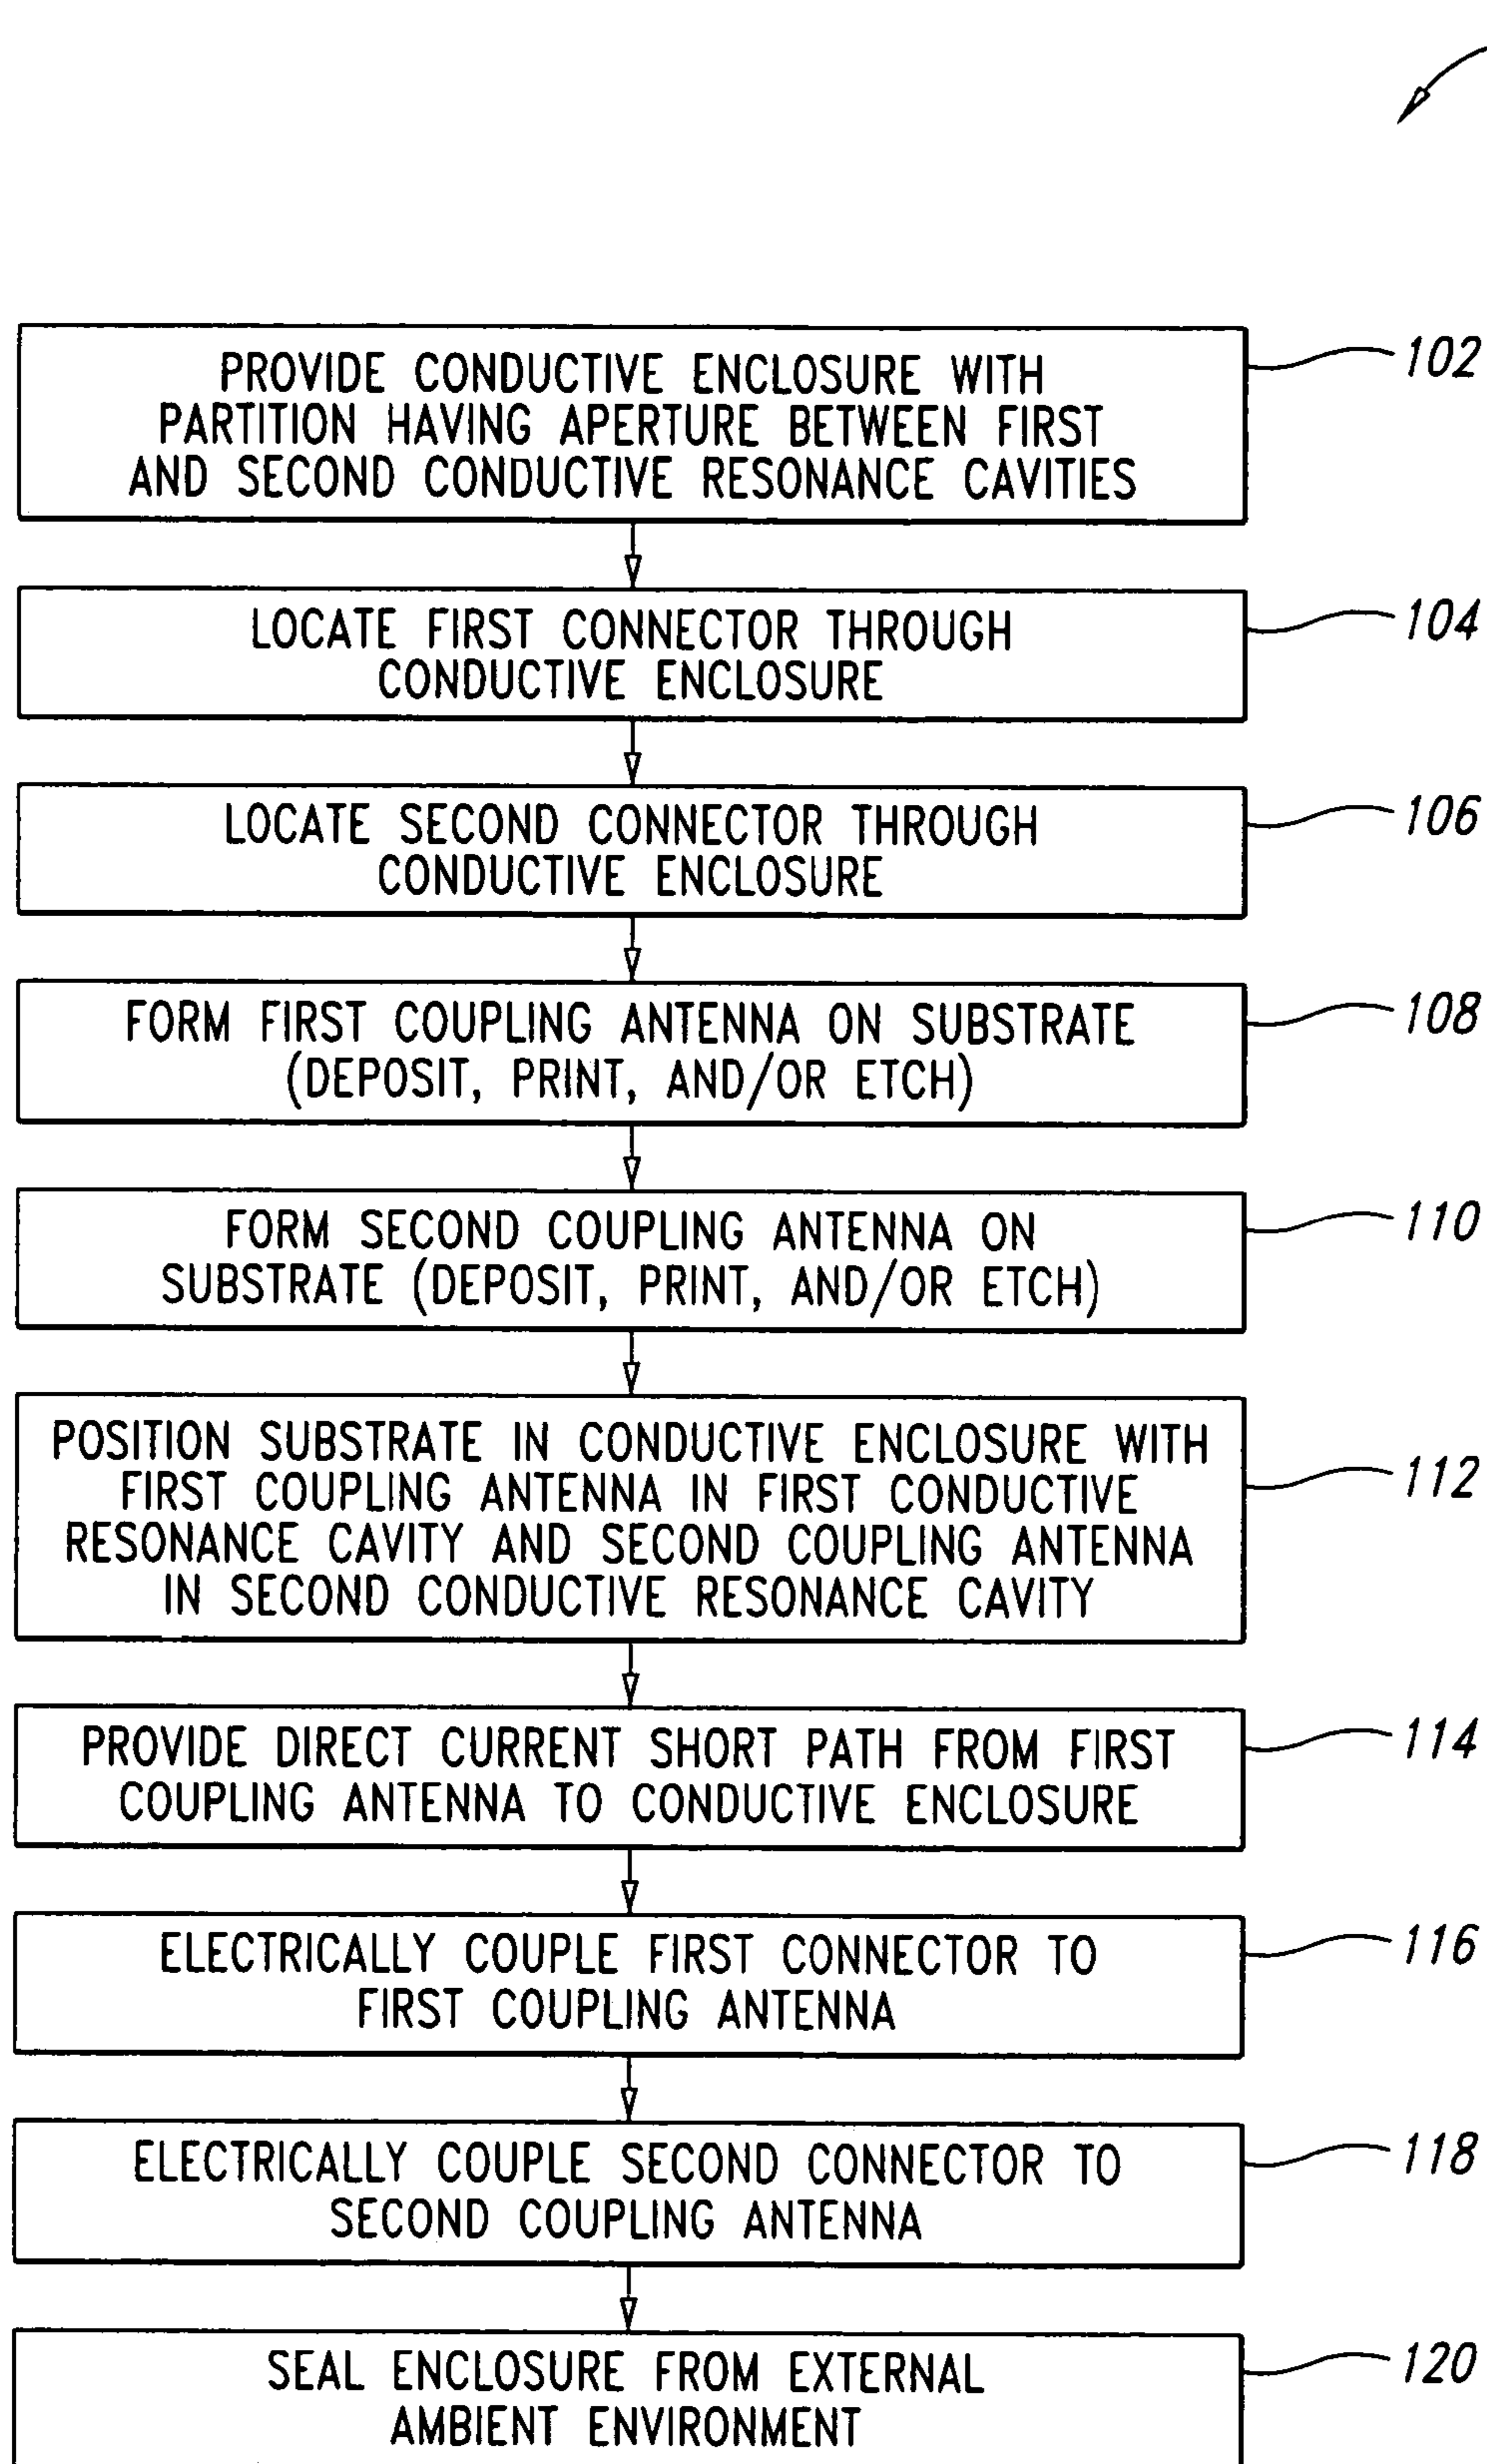 PROVIDE CONDUCTIVE ENCLOSURE WITH
PARTITION HAVING APERTURE BETWEEN FIRST
AND SECOND CONDUCTIVE RESONANCE CAVITIES
102
LOCATE FIRST CONNECTOR THROUGH
CONDUCTIVE ENCLOSURE
104
LOCATE SECOND CONNECTOR THROUGH
CONDUCTIVE ENCLOSURE
106
FORM FIRST COUPLING ANTENNA ON SUBSTRATE
(DEPOSIT, PRINT, AND/OR ETCH)
108
FORM SECOND COUPLING ANTENNA ON
SUBSTRATE (DEPOSIT, PRINT, AND/OR ETCH)
110
POSITION SUBSTRATE IN CONDUCTIVE ENCLOSURE WITH
FIRST COUPLING ANTENNA IN FIRST CONDUCTIVE
RESONANCE CAVITY AND SECOND COUPLING ANTENNA
IN SECOND CONDUCTIVE RESONANCE CAVITY
112
PROVIDE DIRECT CURRENT SHORT PATH FROM FIRST
COUPLING ANTENNA TO CONDUCTIVE ENCLOSURE
114
ELECTRICALLY COUPLE FIRST CONNECTOR TO
FIRST COUPLING ANTENNA
116
ELECTRICALLY COUPLE SECOND CONNECTOR TO
SECOND COUPLING ANTENNA
118
SEAL ENCLOSURE FROM EXTERNAL
AMBIENT ENVIRONMENT
120